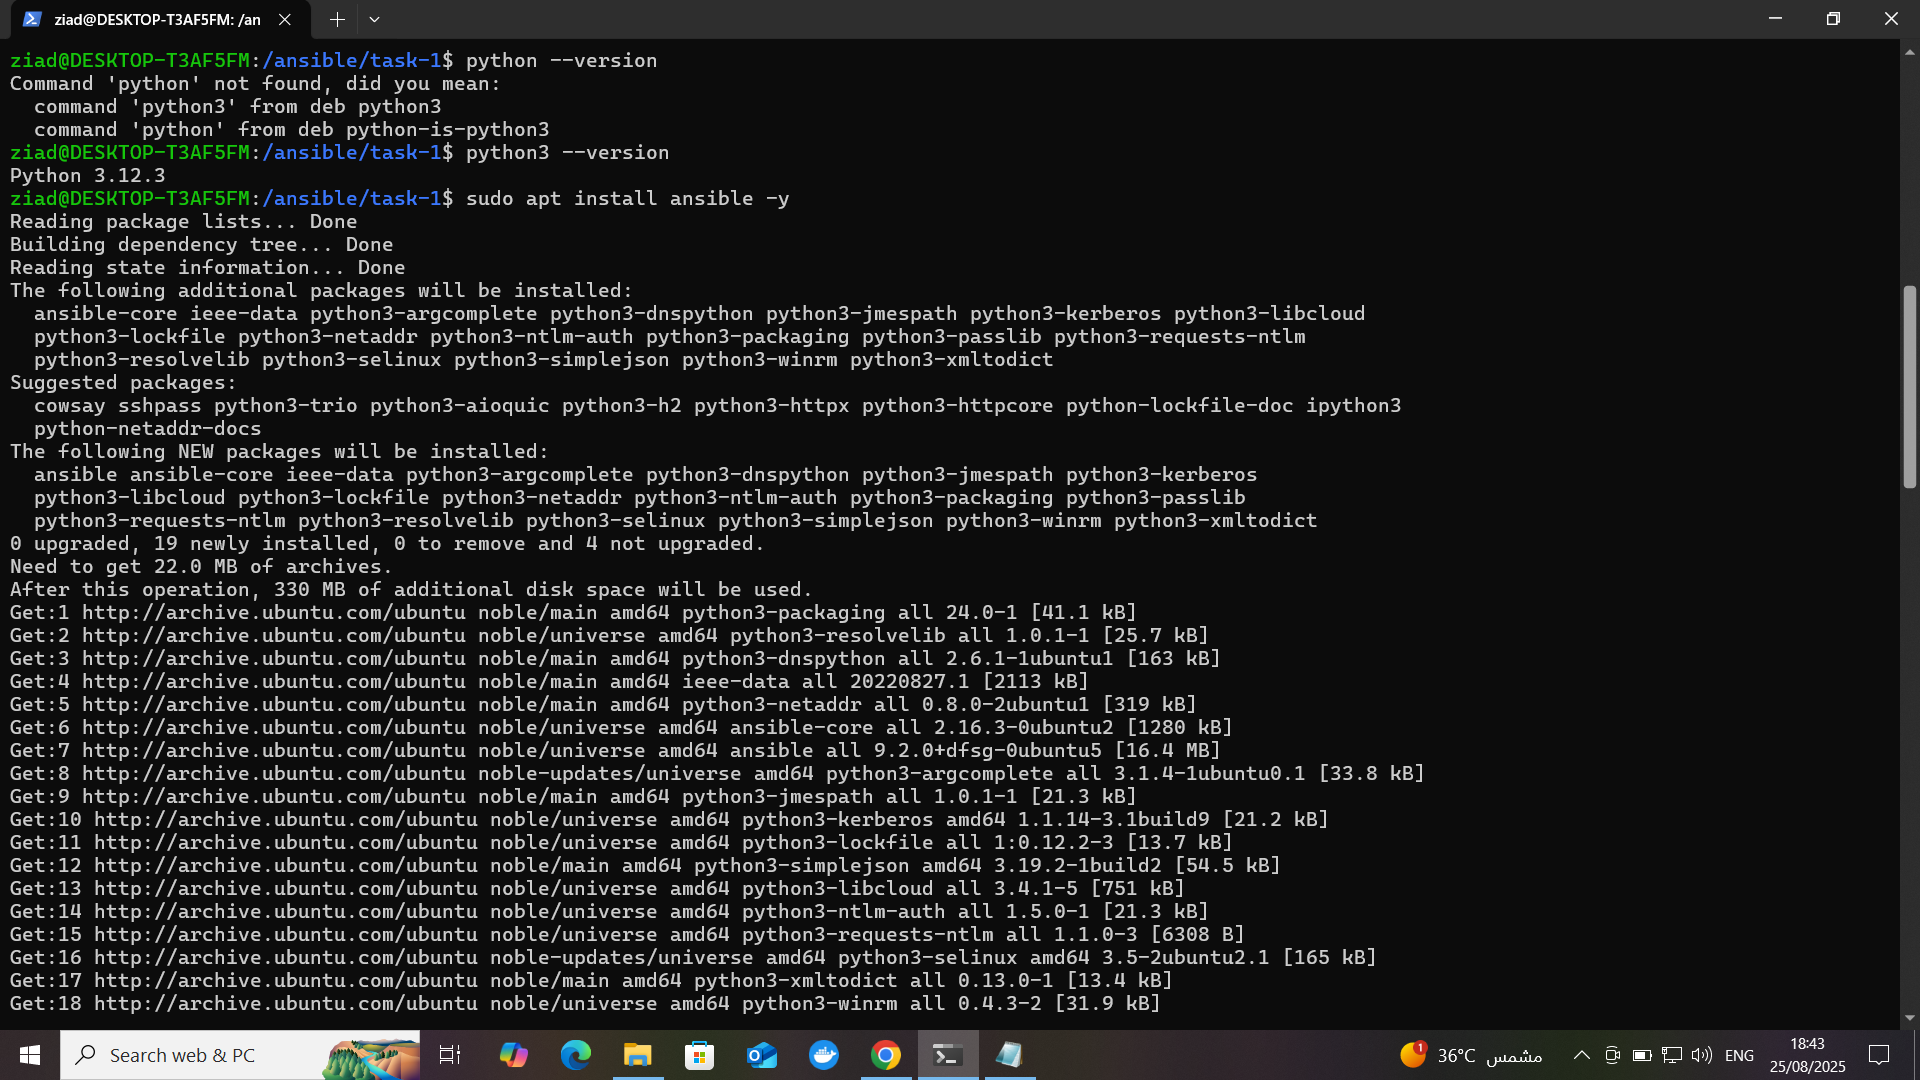 ziad@DESKTOP-T3AF5FM: /an
ziad@DESKTOP-T3AF5FM:/ansible/task-1$ python --version
Command 'python' not found, did you mean:
  command 'python3' from deb python3
  command 'python' from deb python-is-python3
ziad@DESKTOP-T3AF5FM:/ansible/task-1$ python3 --version
Python 3.12.3
ziad@DESKTOP-T3AF5FM:/ansible/task-1$ sudo apt install ansible -y
Reading package lists... Done
Building dependency tree... Done
Reading state information... Done
The following additional packages will be installed:
  ansible-core ieee-data python3-argcomplete python3-dnspython python3-jmespath python3-kerberos python3-libcloud
  python3-lockfile python3-netaddr python3-ntlm-auth python3-packaging python3-passlib python3-requests-ntlm
  python3-resolvelib python3-selinux python3-simplejson python3-winrm python3-xmltodict
Suggested packages:
  cowsay sshpass python3-trio python3-aioquic python3-h2 python3-httpx python3-httpcore python-lockfile-doc ipython3
  python-netaddr-docs
The following NEW packages will be installed:
  ansible ansible-core ieee-data python3-argcomplete python3-dnspython python3-jmespath python3-kerberos
  python3-libcloud python3-lockfile python3-netaddr python3-ntlm-auth python3-packaging python3-passlib
  python3-requests-ntlm python3-resolvelib python3-selinux python3-simplejson python3-winrm python3-xmltodict
0 upgraded, 19 newly installed, 0 to remove and 4 not upgraded.
Need to get 22.0 MB of archives.
After this operation, 330 MB of additional disk space will be used.
Get:1 http://archive.ubuntu.com/ubuntu noble/main amd64 python3-packaging all 24.0-1 [41.1 kB]
Get:2 http://archive.ubuntu.com/ubuntu noble/universe amd64 python3-resolvelib all 1.0.1-1 [25.7 kB]
Get:3 http://archive.ubuntu.com/ubuntu noble/main amd64 python3-dnspython all 2.6.1-1ubuntu1 [163 kB]
Get:4 http://archive.ubuntu.com/ubuntu noble/main amd64 ieee-data all 20220827.1 [2113 kB]
Get:5 http://archive.ubuntu.com/ubuntu noble/main amd64 python3-netaddr all 0.8.0-2ubuntu1 [319 kB]
Get:6 http://archive.ubuntu.com/ubuntu noble/universe amd64 ansible-core all 2.16.3-0ubuntu2 [1280 kB]
Get:7 http://archive.ubuntu.com/ubuntu noble/universe amd64 ansible all 9.2.0+dfsg-0ubuntu5 [16.4 MB]
Get:8 http://archive.ubuntu.com/ubuntu noble-updates/universe amd64 python3-argcomplete all 3.1.4-1ubuntu0.1 [33.8 kB]
Get:9 http://archive.ubuntu.com/ubuntu noble/main amd64 python3-jmespath all 1.0.1-1 [21.3 kB]
Get:10 http://archive.ubuntu.com/ubuntu noble/universe amd64 python3-kerberos amd64 1.1.14-3.1build9 [21.2 kB]
Get:11 http://archive.ubuntu.com/ubuntu noble/universe amd64 python3-lockfile all 1:0.12.2-3 [13.7 kB]
Get:12 http://archive.ubuntu.com/ubuntu noble/main amd64 python3-simplejson amd64 3.19.2-1build2 [54.5 kB]
Get:13 http://archive.ubuntu.com/ubuntu noble/universe amd64 python3-libcloud all 3.4.1-5 [751 kB]
Get:14 http://archive.ubuntu.com/ubuntu noble/universe amd64 python3-ntlm-auth all 1.5.0-1 [21.3 kB]
Get:15 http://archive.ubuntu.com/ubuntu noble/universe amd64 python3-requests-ntlm all 1.1.0-3 [6308 B]
Get:16 http://archive.ubuntu.com/ubuntu noble-updates/universe amd64 python3-selinux amd64 3.5-2ubuntu2.1 [165 kB]
Get:17 http://archive.ubuntu.com/ubuntu noble/main amd64 python3-xmltodict all 0.13.0-1 [13.4 kB]
Get:18 http://archive.ubuntu.com/ubuntu noble/universe amd64 python3-winrm all 0.4.3-2 [31.9 kB]
Search web & PC
1
36°C مشمس
ENG
18:43
25/08/2025